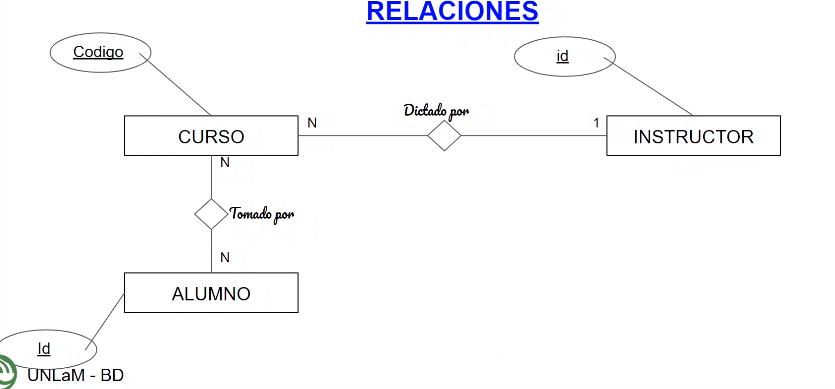 RELACIONES
Codigo
id
Dictado por
N
1
CURSO
INSTRUCTOR
N
Tomado por
N
ALUMNO
Id
UNLaM - BD